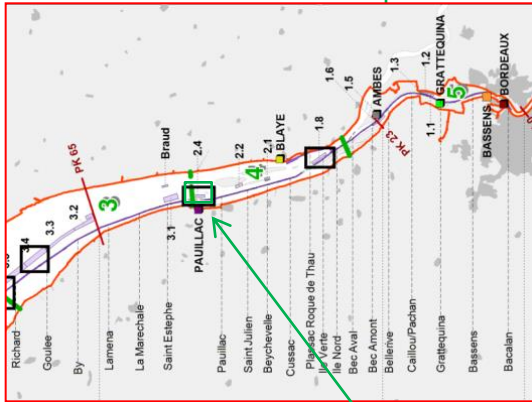 Richard
Goulee
By
Lamena
La Marechale
Saint Estephe
Pauillac
Saint Julien
Beychevelle
Cussac
Plassac Roque de Thau
Ile Verte
Ile Nord
Bec Aval
Bec Amont
Bellerive
Caillou/Pachan
Grattequina
Bassens
Bacalan
3.4
3.3
3.2
PK 65
3
3.1
Braud
PAUILLAC
2.4
2.2
2.1
4
BLAYE
1.8
1.6
1.5
AMBES
PK 23
1.3
1.2
1.1
GRATTEQUINA
5
BASSENS
BORDEAUX